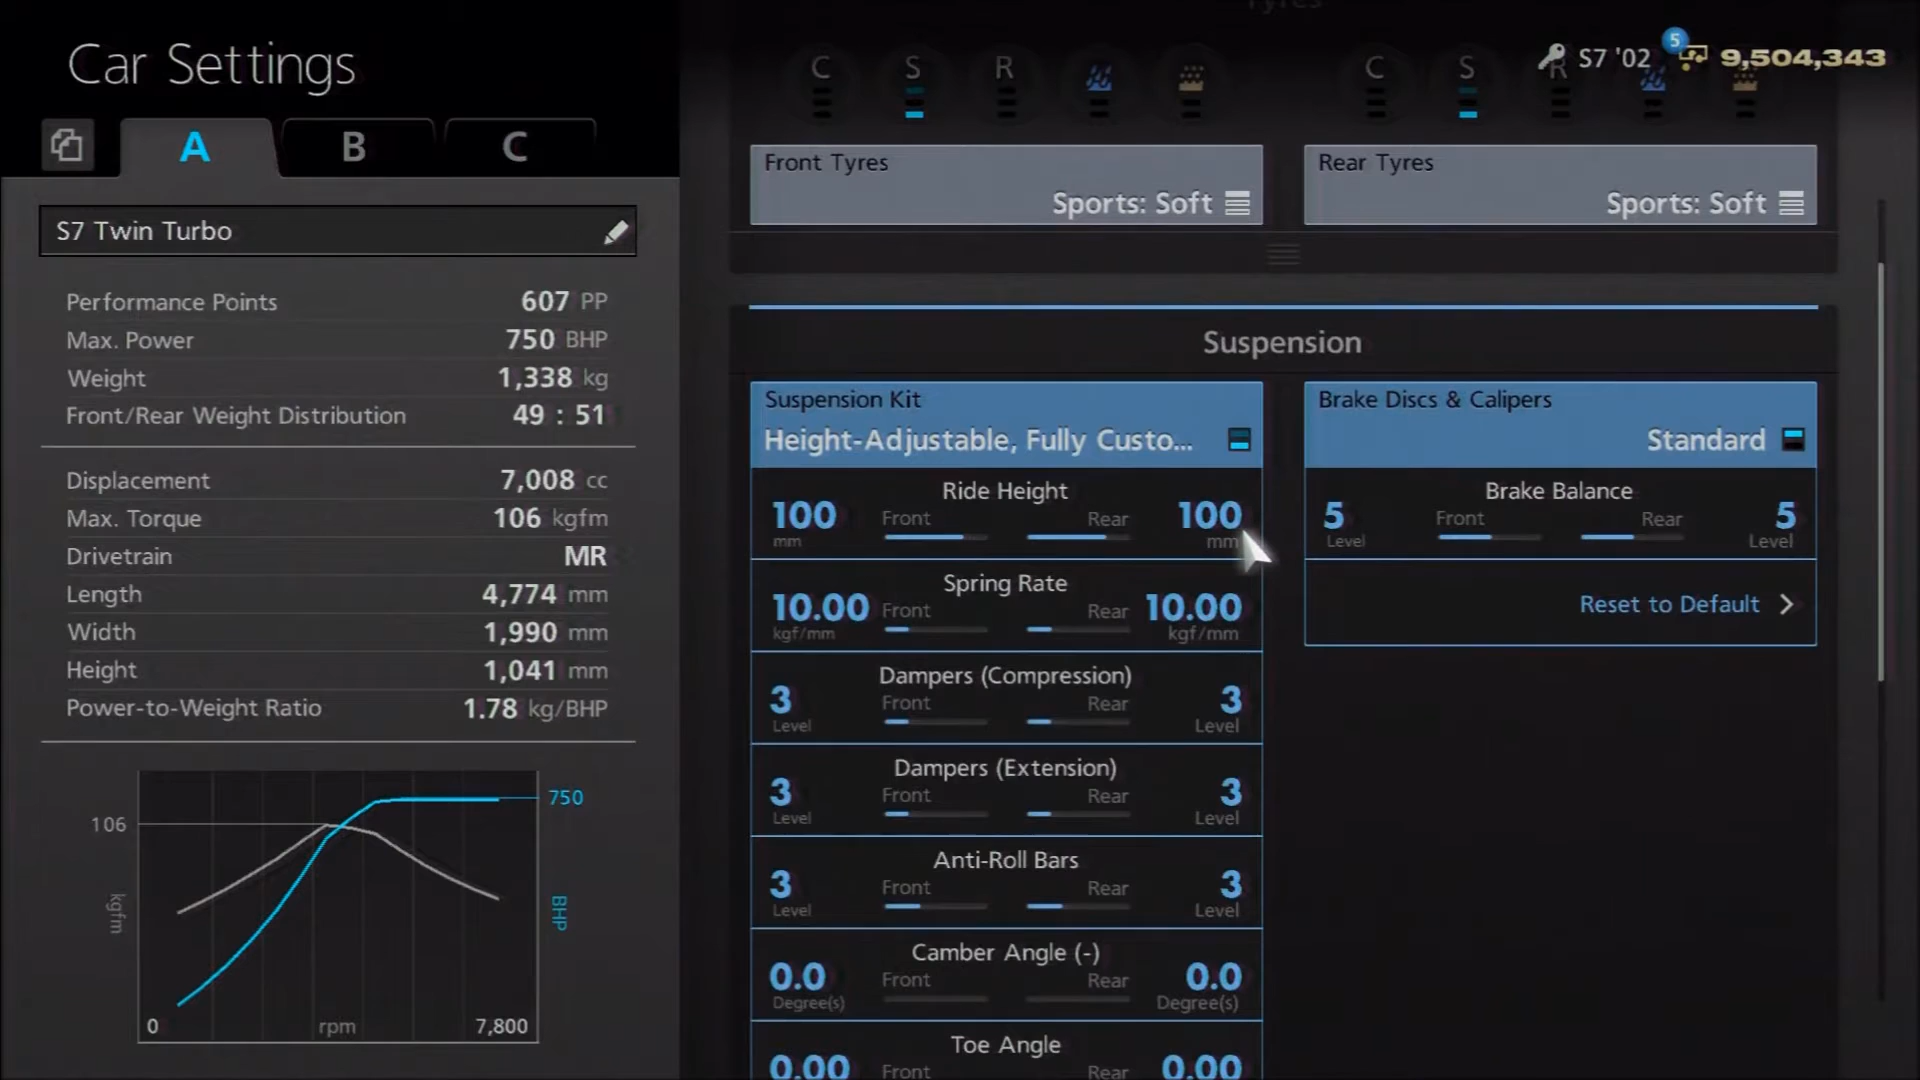 Car Settings
A
B
C
S7 Twin Turbo
Performance Points 607 PP
Max. Power 750 BHP
Weight 1,338 kg
Front/Rear Weight Distribution 49 : 51
Displacement 7,008 cc
Max. Torque 106 kgfm
Drivetrain MR
Length 4,774 mm
Width 1,990 mm
Height 1,041 mm
Power-to-Weight Ratio 1.78 kg/BHP
750
106
kgfm
BHP
0 rpm 7,800
Tyres
S7 '02 5 9,504,343
C S R C S R
Front Tyres
Sports: Soft
Rear Tyres
Sports: Soft
Suspension
Suspension Kit
Height-Adjustable, Fully Custo...
Ride Height
100 Front Rear 100
mm mm
Spring Rate
10.00 Front Rear 10.00
kgf/mm kgf/mm
Dampers (Compression)
3 Front Rear 3
Level Level
Dampers (Extension)
3 Front Rear 3
Level Level
Anti-Roll Bars
3 Front Rear 3
Level Level
Camber Angle (-)
0.0 Front Rear 0.0
Degree(s) Degree(s)
Toe Angle
0.00 Front Rear 0.00
Brake Discs & Calipers
Standard
Brake Balance
5 Front Rear 5
Level Level
Reset to Default